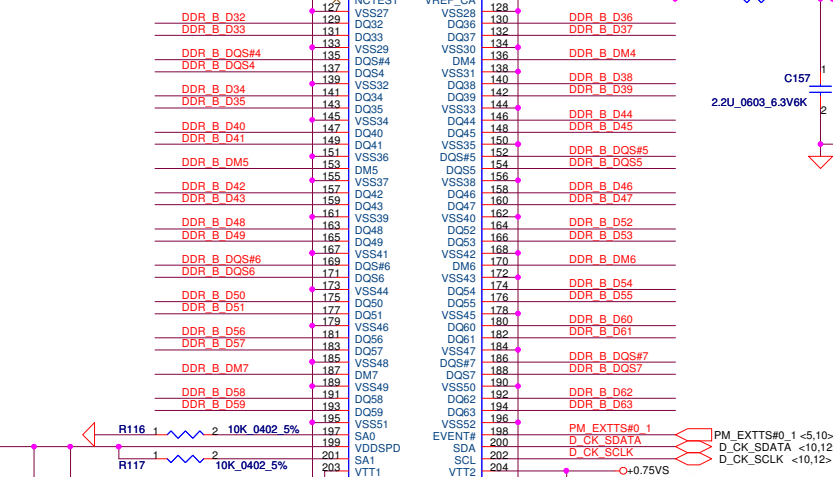 127 NCTEST VREF_CA 128
VSS27 VSS28
DDR_B_D32 129 DQ32 DQ36 130 DDR_B_D36
DDR_B_D33 131 DQ33 DQ37 132 DDR_B_D37
133 VSS29 VSS30 134
DDR_B_DQS#4 135 DQS#4 DM4 136 DDR_B_DM4
DDR_B_DQS4 137 DQS4 VSS31 138
139 VSS32 DQ38 140 DDR_B_D38
DDR_B_D34 141 DQ34 DQ39 142 DDR_B_D39
DDR_B_D35 143 DQ35 VSS33 144
145 VSS34 DQ44 146 DDR_B_D44
DDR_B_D40 147 DQ40 DQ45 148 DDR_B_D45
DDR_B_D41 149 DQ41 VSS35 150
151 VSS36 DQS#5 152 DDR_B_DQS#5
DDR_B_DM5 153 DM5 DQS5 154 DDR_B_DQS5
155 VSS37 VSS38 156
DDR_B_D42 157 DQ42 DQ46 158 DDR_B_D46
DDR_B_D43 159 DQ43 DQ47 160 DDR_B_D47
161 VSS39 VSS40 162
DDR_B_D48 163 DQ48 DQ52 164 DDR_B_D52
DDR_B_D49 165 DQ49 DQ53 166 DDR_B_D53
167 VSS41 VSS42 168
DDR_B_DQS#6 169 DQS#6 DM6 170 DDR_B_DM6
DDR_B_DQS6 171 DQS6 VSS43 172
173 VSS44 DQ54 174 DDR_B_D54
DDR_B_D50 175 DQ50 DQ55 176 DDR_B_D55
DDR_B_D51 177 DQ51 VSS45 178
179 VSS46 DQ60 180 DDR_B_D60
DDR_B_D56 181 DQ56 DQ61 182 DDR_B_D61
DDR_B_D57 183 DQ57 VSS47 184
185 VSS48 DQS#7 186 DDR_B_DQS#7
DDR_B_DM7 187 DM7 DQS7 188 DDR_B_DQS7
189 VSS49 VSS50 190
DDR_B_D58 191 DQ58 DQ62 192 DDR_B_D62
DDR_B_D59 193 DQ59 DQ63 194 DDR_B_D63
195 VSS51 VSS52 196
R116 1 2 10K_0402_5% 197 SA0 EVENT# 198 PM_EXTTS#0_1 PM_EXTTS#0_1 <5,10>
199 VDDSPD SDA 200 D_CK_SDATA D_CK_SDATA <10,12
R117 1 2 10K_0402_5% 201 SA1 SCL 202 D_CK_SCLK D_CK_SCLK <10,12>
203 VTT1 VTT2 204 +0.75VS
1
C157
2.2U_0603_6.3V6K
2